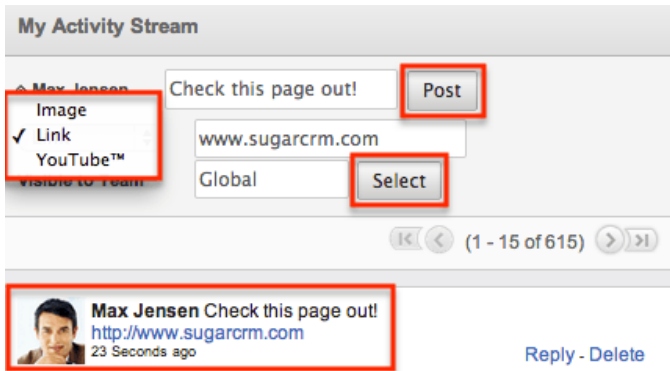 My Activity Stream
Max Jensen Check this page out! Post
Image
✓ Link www.sugarcrm.com
YouTube™
Visible to Team Global Select
(1 - 15 of 615)
Max Jensen Check this page out!
http://www.sugarcrm.com
23 Seconds ago
Reply - Delete